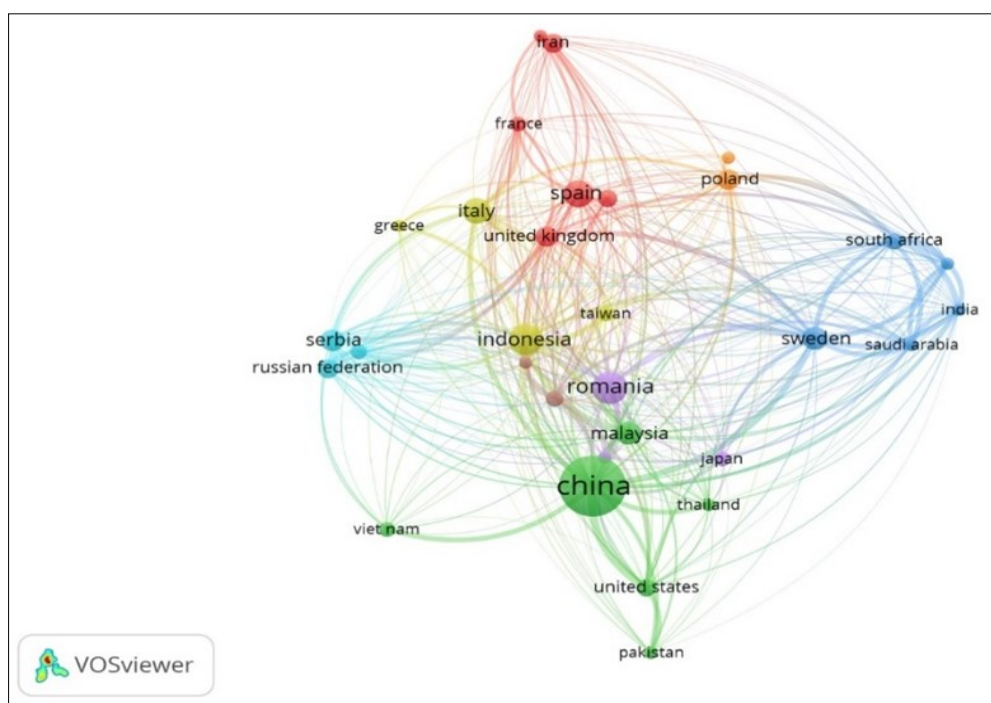 iran
france
poland
spain
italy
greece
united kingdom
south africa
taiwan
india
serbia
indonesia
sweden
saudi arabia
russian federation
romania
malaysia
japan
china
thailand
viet nam
united states
pakistan
VOSviewer